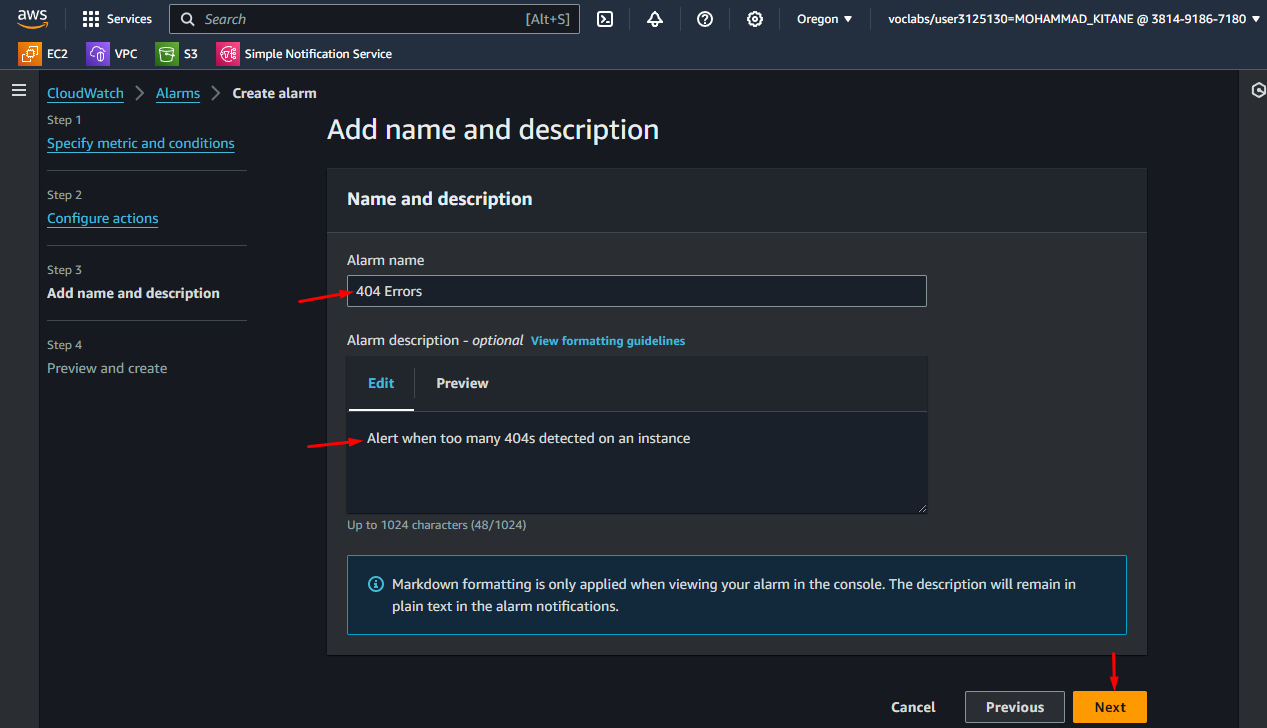 aws
Services
Search
[Alt+S]
Oregon
voclabs/user3125130=MOHAMMAD_KITANE @ 3814-9186-7180
EC2
VPC
S3
Simple Notification Service
CloudWatch
Alarms
Create alarm
Step 1
Specify metric and conditions
Step 2
Configure actions
Step 3
Add name and description
Step 4
Preview and create
Add name and description
Name and description
Alarm name
404 Errors
Alarm description - optional View formatting guidelines
Edit
Preview
Alert when too many 404s detected on an instance
Up to 1024 characters (48/1024)
Markdown formatting is only applied when viewing your alarm in the console. The description will remain in
plain text in the alarm notifications.
Cancel
Previous
Next